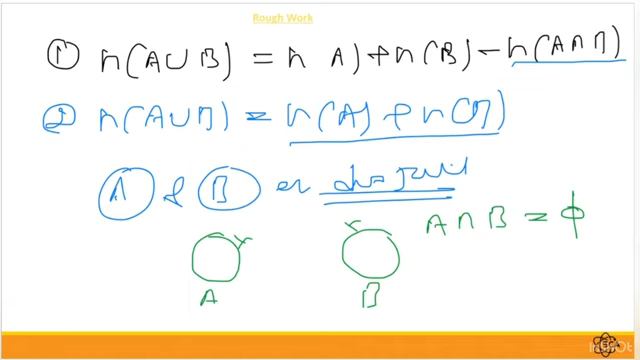 Rough Work
① n(A∪B) = n A) + n(B) - n(A∩B)
② n(A∪B) = n(A) + n(B)
A & B are disjoint
A ∩ B = ϕ
A B